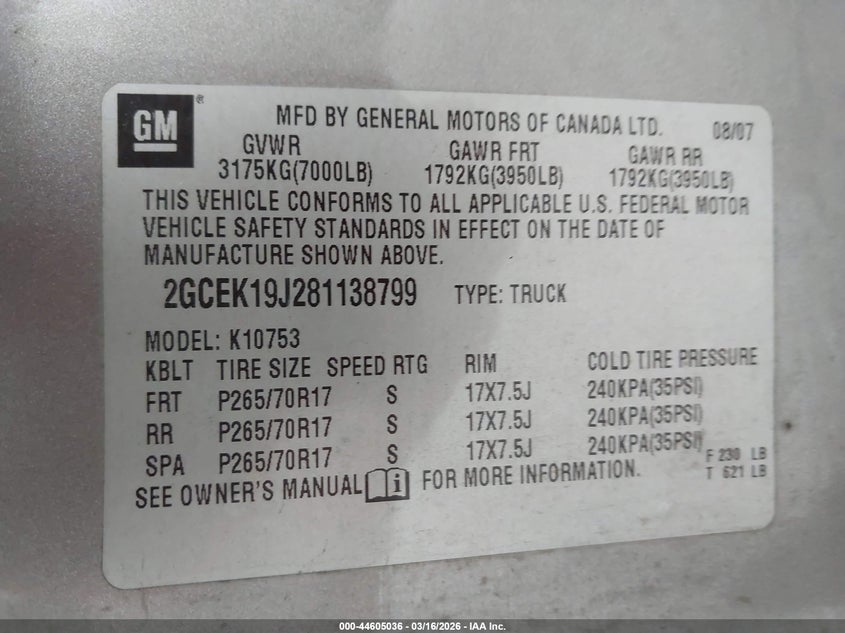 GM®
MFD BY GENERAL MOTORS OF CANADA LTD. 08/07
GVWR GAWR FRT GAWR RR
3175KG(7000LB) 1792KG(3950LB) 1792KG(3950LB)
THIS VEHICLE CONFORMS TO ALL APPLICABLE U.S. FEDERAL MOTOR
VEHICLE SAFETY STANDARDS IN EFFECT ON THE DATE OF
MANUFACTURE SHOWN ABOVE.
2GCEK19J281138799 TYPE: TRUCK
MODEL: K10753
KBLT TIRE SIZE SPEED RTG RIM COLD TIRE PRESSURE
FRT P265/70R17 S 17X7.5J 240KPA(35PSI)
RR P265/70R17 S 17X7.5J 240KPA(35PSI)
SPA P265/70R17 S 17X7.5J 240KPA(35PSI)
F 230 LB
T 621 LB
SEE OWNER'S MANUAL i FOR MORE INFORMATION.
000-44605036 - 03/16/2026 - IAA Inc.